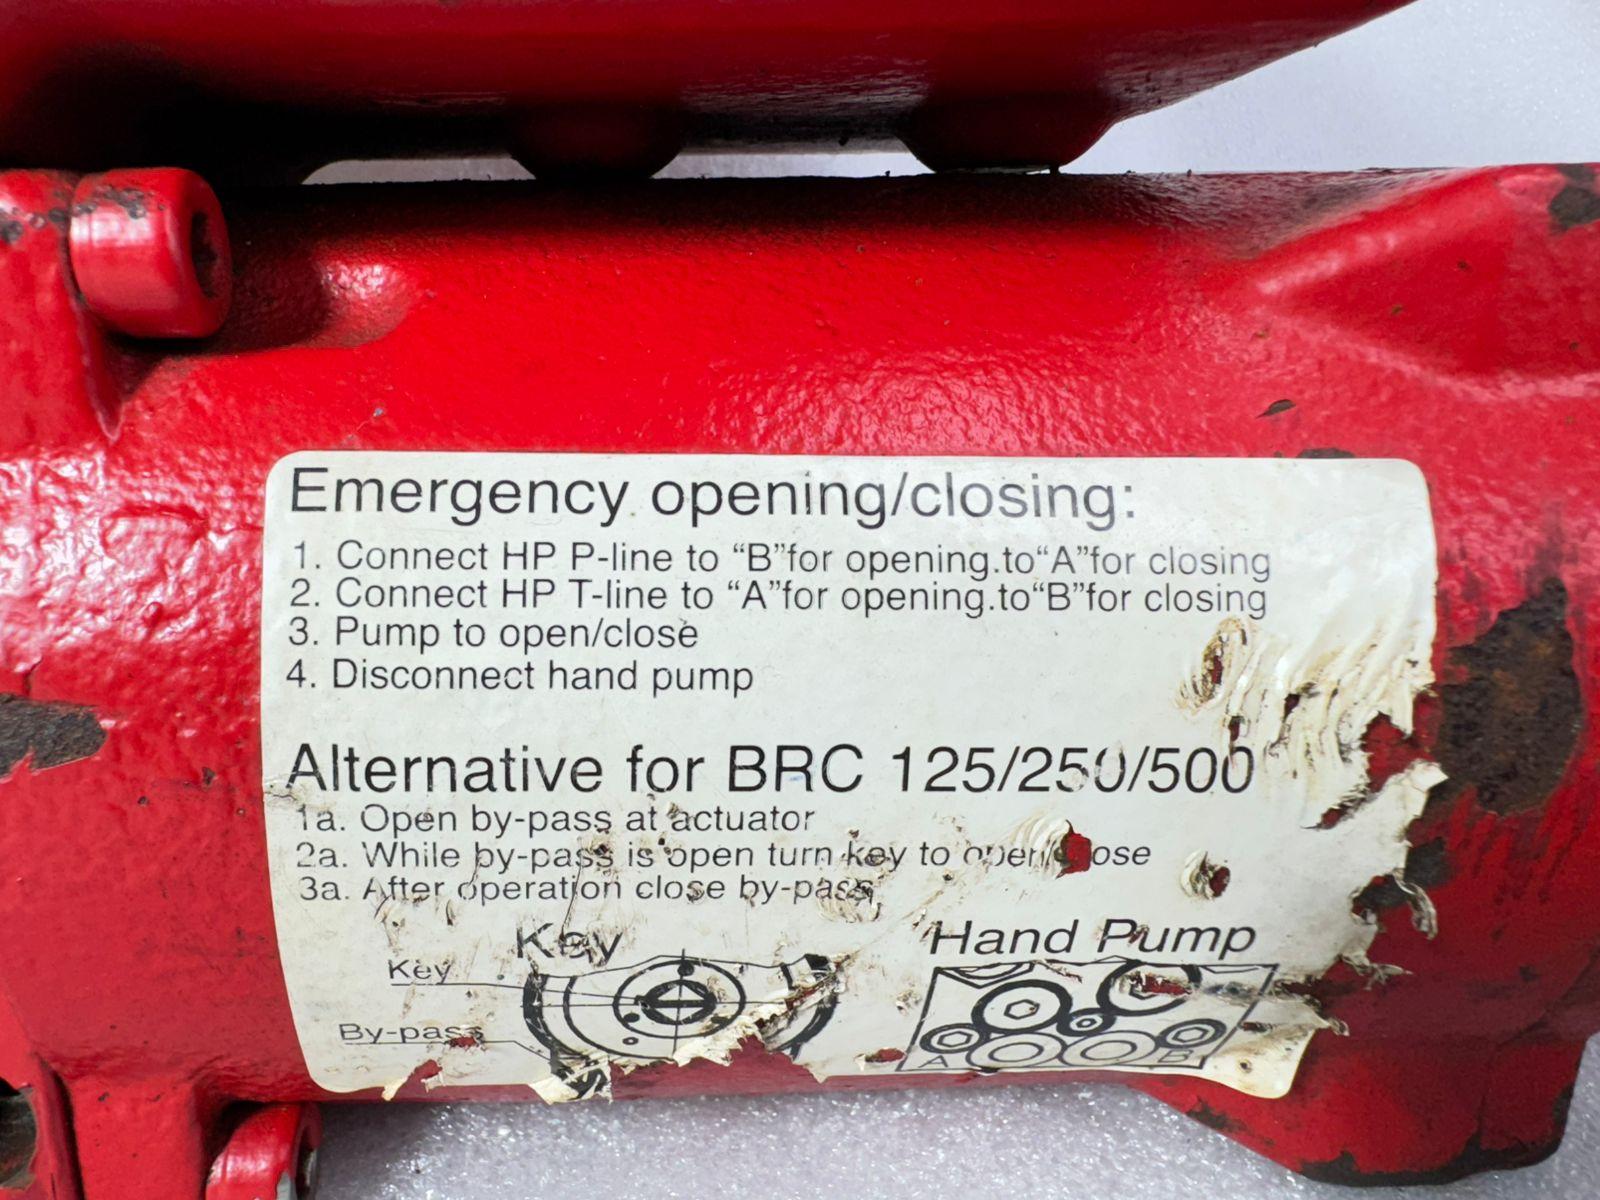 Emergency opening/closing:
1. Connect HP P-line to “B”for opening.to“A”for closing
2. Connect HP T-line to “A”for opening.to“B”for closing
3. Pump to open/close
4. Disconnect hand pump
Alternative for BRC 125/250/500
1a. Open by-pass at actuator
2a. While by-pass is open turn key to open/close
3a. After operation close by-pass
Key
Hand Pump
Key
By-pass
A
B